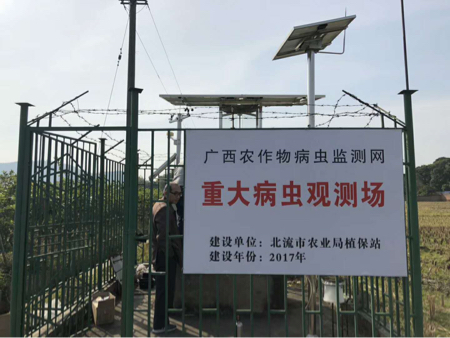 广西农作物病虫监测网
重大病虫观测场
建设单位：北流市农业局植保站
建设年份：2017年